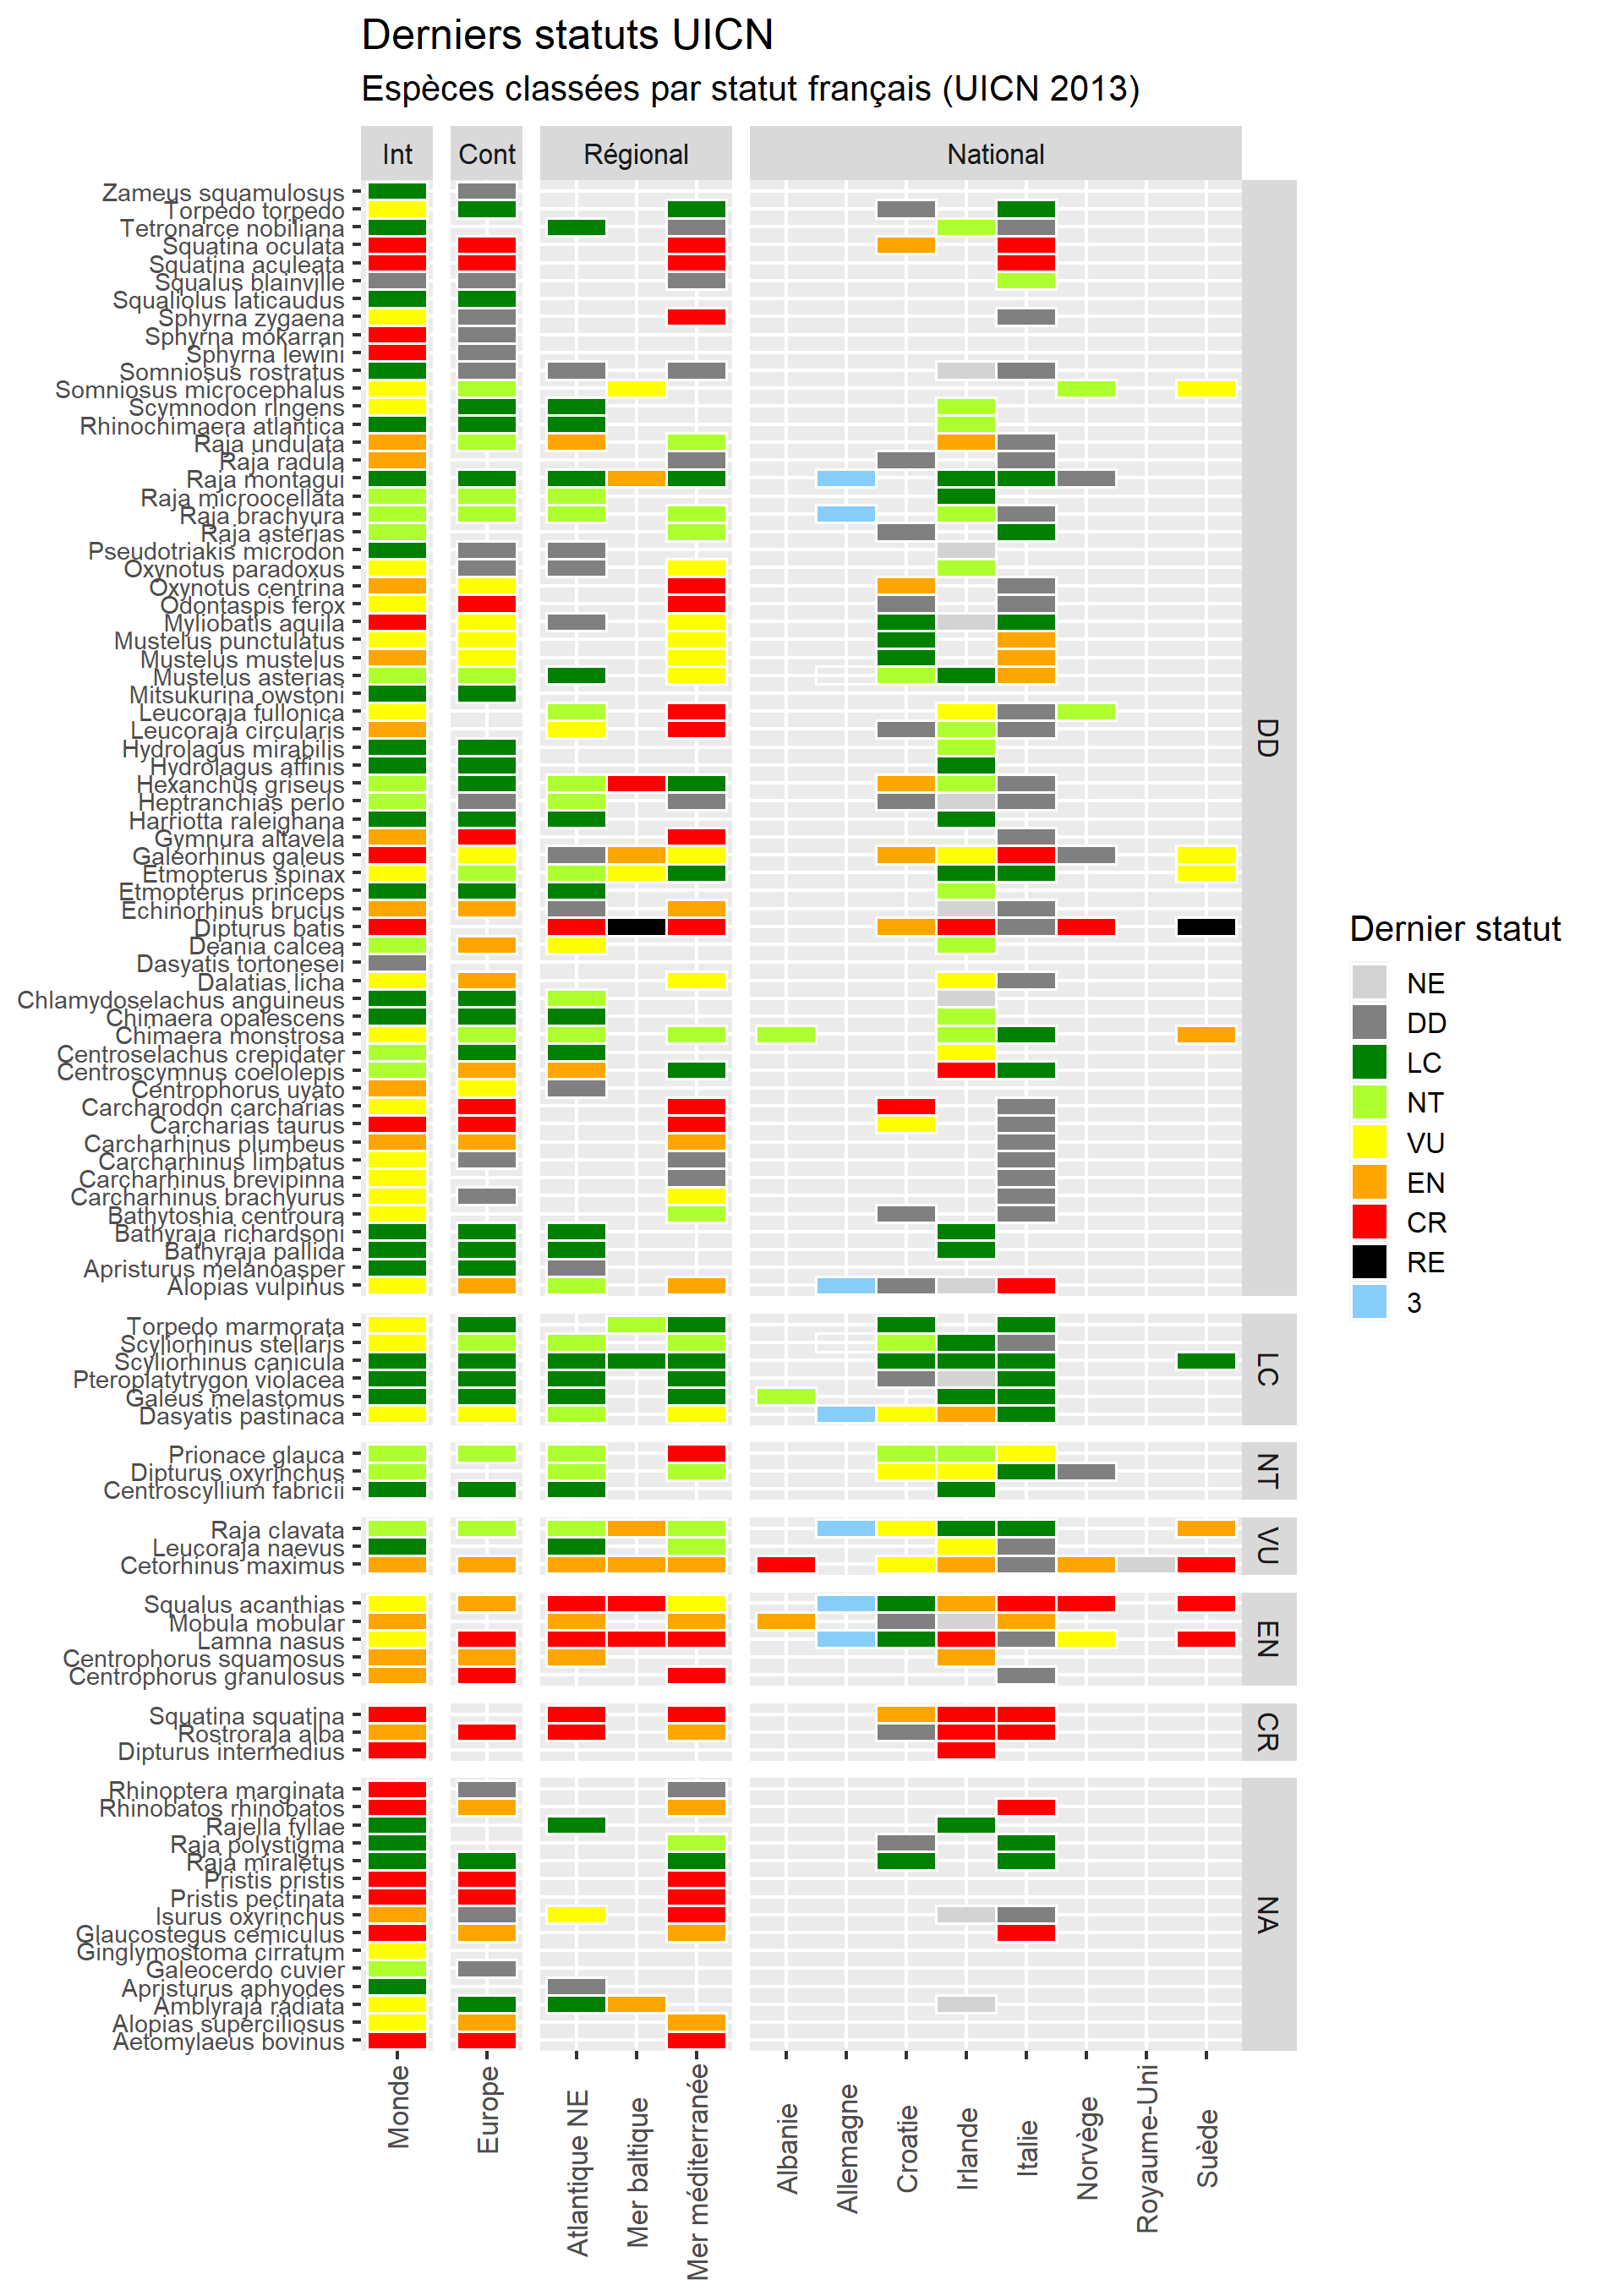 Derniers statuts UICN
Espèces classées par statut français (UICN 2013)
Int
Cont
Régional
National
Zameus squamulosus
Torpedo torpedo
Tetronarce nobiliana
Squatina oculata
Squatina aculeata
Squalus blainville
Squaliolus laticaudus
Sphyrna zygaena
Sphyrna mokarran
Sphyrna lewini
Somniosus rostratus
Somniosus microcephalus
Scymnodon ringens
Rhinochimaera atlantica
Raja undulata
Raja radula
Raja montagui
Raja microocellata
Raja brachyura
Raja asterias
Pseudotriakis microdon
Oxynotus paradoxus
Oxynotus centrina
Odontaspis ferox
Myliobatis aquila
Mustelus punctulatus
Mustelus mustelus
Mustelus asterias
Mitsukurina owstoni
Leucoraja fullonica
Leucoraja circularis
Hydrolagus mirabilis
Hydrolagus affinis
Hexanchus griseus
Heptranchias perlo
Harriotta raleighana
Gymnura altavela
Galeorhinus galeus
Etmopterus spinax
Etmopterus princeps
Echinorhinus brucus
Dipturus batis
Deania calcea
Dasyatis tortonesei
Dalatias licha
Chlamydoselachus anguineus
Chimaera opalescens
Chimaera monstrosa
Centroselachus crepidater
Centroscymnus coelolepis
Centrophorus uyato
Carcharodon carcharias
Carcharias taurus
Carcharhinus plumbeus
Carcharhinus limbatus
Carcharhinus brevipinna
Carcharhinus brachyurus
Bathytoshia centroura
Bathyraja richardsoni
Bathyraja pallida
Apristurus melanoasper
Alopias vulpinus
DD
Torpedo marmorata
Scyliorhinus stellaris
Scyliorhinus canicula
Pteroplatytrygon violacea
Galeus melastomus
Dasyatis pastinaca
LC
Prionace glauca
Dipturus oxyrinchus
Centroscyllium fabricii
NT
Raja clavata
Leucoraja naevus
Cetorhinus maximus
VU
Squalus acanthias
Mobula mobular
Lamna nasus
Centrophorus squamosus
Centrophorus granulosus
EN
Squatina squatina
Rostroraja alba
Dipturus intermedius
CR
Rhinoptera marginata
Rhinobatos rhinobatos
Rajella fyllae
Raja polystigma
Raja miraletus
Pristis pristis
Pristis pectinata
Isurus oxyrinchus
Glaucostegus cemiculus
Ginglymostoma cirratum
Galeocerdo cuvier
Apristurus aphyodes
Amblyraja radiata
Alopias superciliosus
Aetomylaeus bovinus
NA
Monde
Europe
Atlantique NE
Mer baltique
Mer méditerranée
Albanie
Allemagne
Croatie
Irlande
Italie
Norvège
Royaume-Uni
Suède
Dernier statut
NE
DD
LC
NT
VU
EN
CR
RE
3